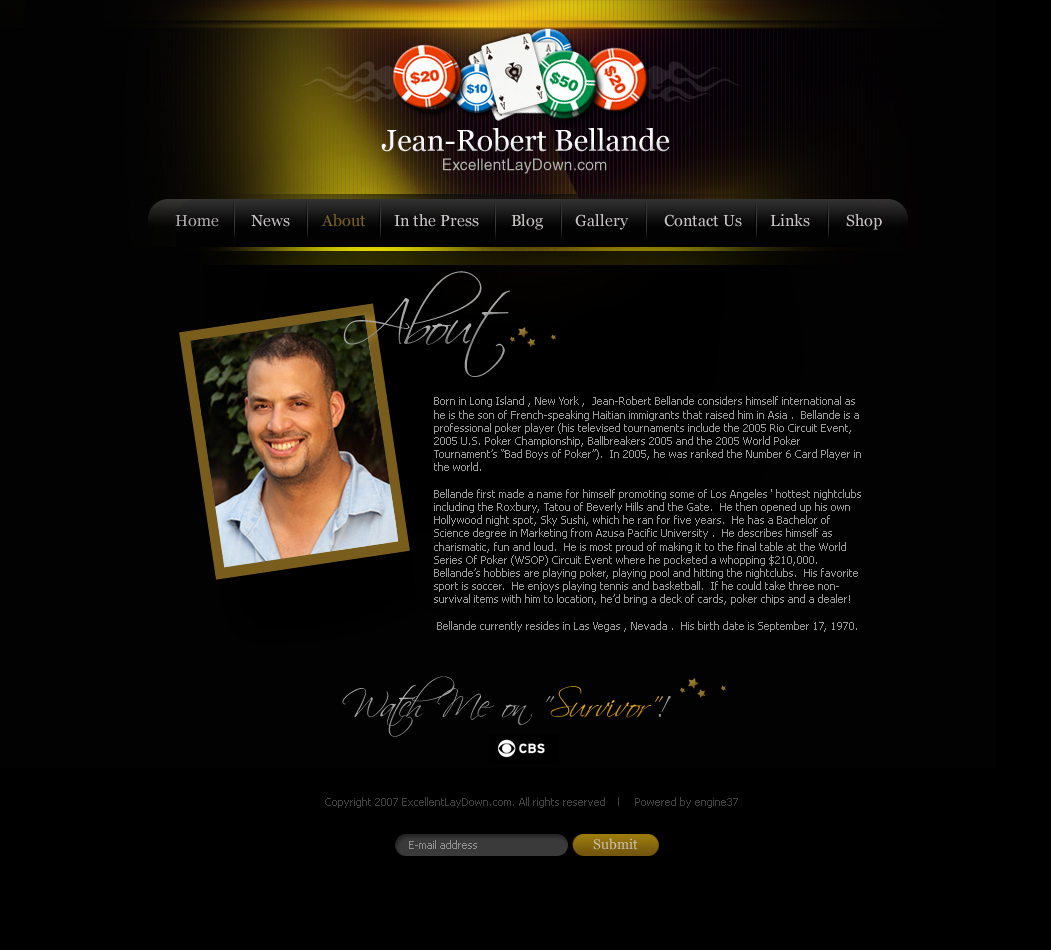 $20
$10
A
A
$50
$20
Jean-Robert Bellande
ExcellentLayDown.com
Home News About In the Press Blog Gallery Contact Us Links Shop
About
Born in Long Island , New York ,  Jean-Robert Bellande considers himself international as
he is the son of French-speaking Haitian immigrants that raised him in Asia .  Bellande is a
professional poker player (his televised tournaments include the 2005 Rio Circuit Event,
2005 U.S. Poker Championship, Ballbreakers 2005 and the 2005 World Poker
Tournament's "Bad Boys of Poker").  In 2005, he was ranked the Number 6 Card Player in
the world.
Bellande first made a name for himself promoting some of Los Angeles ' hottest nightclubs
including the Roxbury, Tatou of Beverly Hills and the Gate.  He then opened up his own
Hollywood night spot, Sky Sushi, which he ran for five years.  He has a Bachelor of
Science degree in Marketing from Azusa Pacific University .  He describes himself as
charismatic, fun and loud.  He is most proud of making it to the final table at the World
Series Of Poker (WSOP) Circuit Event where he pocketed a whopping $210,000.
Bellande's hobbies are playing poker, playing pool and hitting the nightclubs.  His favorite
sport is soccer.  He enjoys playing tennis and basketball.  If he could take three non-
survival items with him to location, he'd bring a deck of cards, poker chips and a dealer!
Bellande currently resides in Las Vegas , Nevada .  His birth date is September 17, 1970.
Watch Me on "Survivor"!
CBS
Copyright 2007 ExcellentLayDown.com. All rights reserved | Powered by engine37
E-mail address Submit